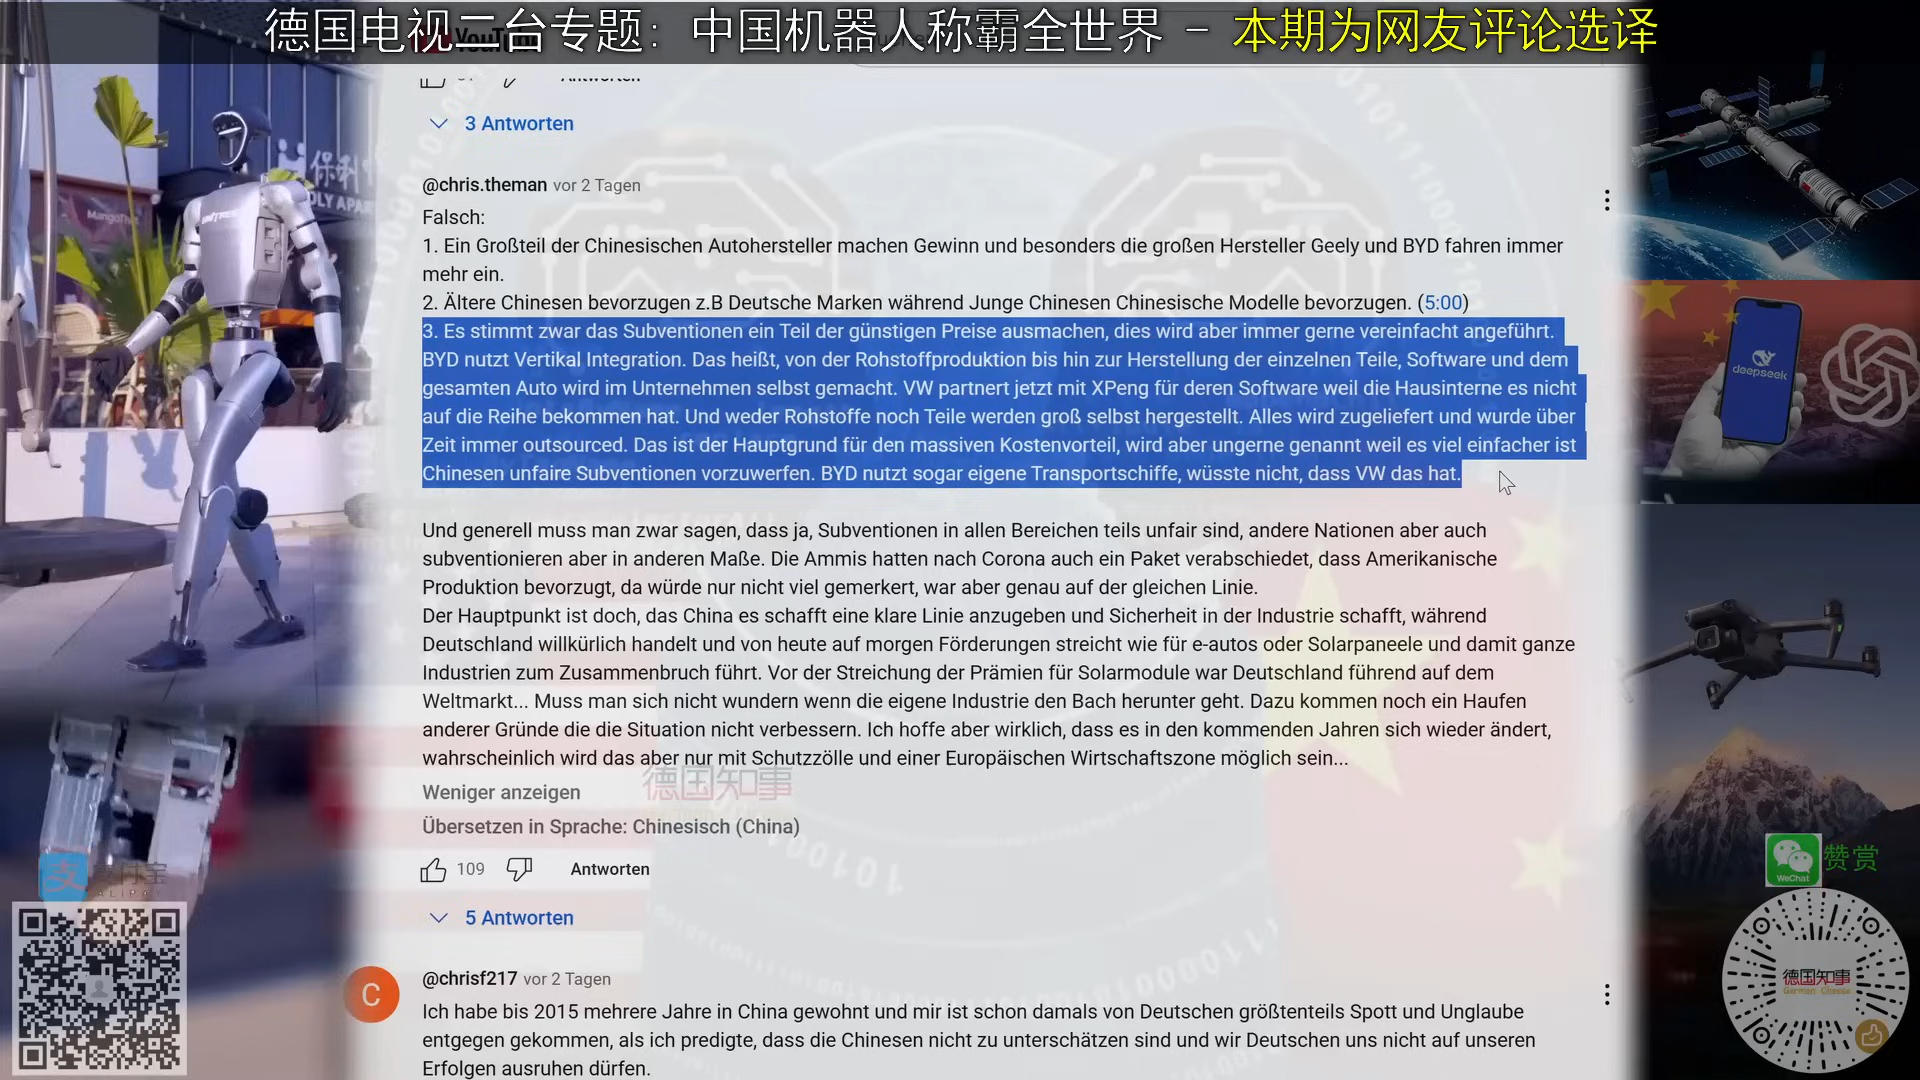 德国电视二台专题：中国机器人称霸全世界 - 本期为网友评论选译
Antworten
3 Antworten
@chris.theman vor 2 Tagen
Falsch:
1. Ein Großteil der Chinesischen Autohersteller machen Gewinn und besonders die großen Hersteller Geely und BYD fahren immer
mehr ein.
2. Ältere Chinesen bevorzugen z.B Deutsche Marken während Junge Chinesen Chinesische Modelle bevorzugen. (5:00)
3. Es stimmt zwar das Subventionen ein Teil der günstigen Preise ausmachen, dies wird aber immer gerne vereinfacht angeführt.
BYD nutzt Vertikal Integration. Das heißt, von der Rohstoffproduktion bis hin zur Herstellung der einzelnen Teile, Software und dem
gesamten Auto wird im Unternehmen selbst gemacht. VW partnert jetzt mit XPeng für deren Software weil die Hausinterne es nicht
auf die Reihe bekommen hat. Und weder Rohstoffe noch Teile werden groß selbst hergestellt. Alles wird zugeliefert und wurde über
Zeit immer outsourced. Das ist der Hauptgrund für den massiven Kostenvorteil, wird aber ungerne genannt weil es viel einfacher ist
Chinesen unfaire Subventionen vorzuwerfen. BYD nutzt sogar eigene Transportschiffe, wüsste nicht, dass VW das hat.
Und generell muss man zwar sagen, dass ja, Subventionen in allen Bereichen teils unfair sind, andere Nationen aber auch
subventionieren aber in anderen Maße. Die Ammis hatten nach Corona auch ein Paket verabschiedet, dass Amerikanische
Produktion bevorzugt, da würde nur nicht viel gemerkert, war aber genau auf der gleichen Linie.
Der Hauptpunkt ist doch, das China es schafft eine klare Linie anzugeben und Sicherheit in der Industrie schafft, während
Deutschland willkürlich handelt und von heute auf morgen Förderungen streicht wie für e-autos oder Solarpaneele und damit ganze
Industrien zum Zusammenbruch führt. Vor der Streichung der Prämien für Solarmodule war Deutschland führend auf dem
Weltmarkt... Muss man sich nicht wundern wenn die eigene Industrie den Bach herunter geht. Dazu kommen noch ein Haufen
anderer Gründe die die Situation nicht verbessern. Ich hoffe aber wirklich, dass es in den kommenden Jahren sich wieder ändert,
wahrscheinlich wird das aber nur mit Schutzzölle und einer Europäischen Wirtschaftszone möglich sein...
Weniger anzeigen
Übersetzen in Sprache: Chinesisch (China)
109 Antworten
5 Antworten
C
@chrisf217 vor 2 Tagen
Ich habe bis 2015 mehrere Jahre in China gewohnt und mir ist schon damals von Deutschen größtenteils Spott und Unglaube
entgegen gekommen, als ich predigte, dass die Chinesen nicht zu unterschätzen sind und wir Deutschen uns nicht auf unseren
Erfolgen ausruhen dürfen.
德国知事
deepseek
WeChat
赞赏
德国知事
支付宝
ALIPAY
保利